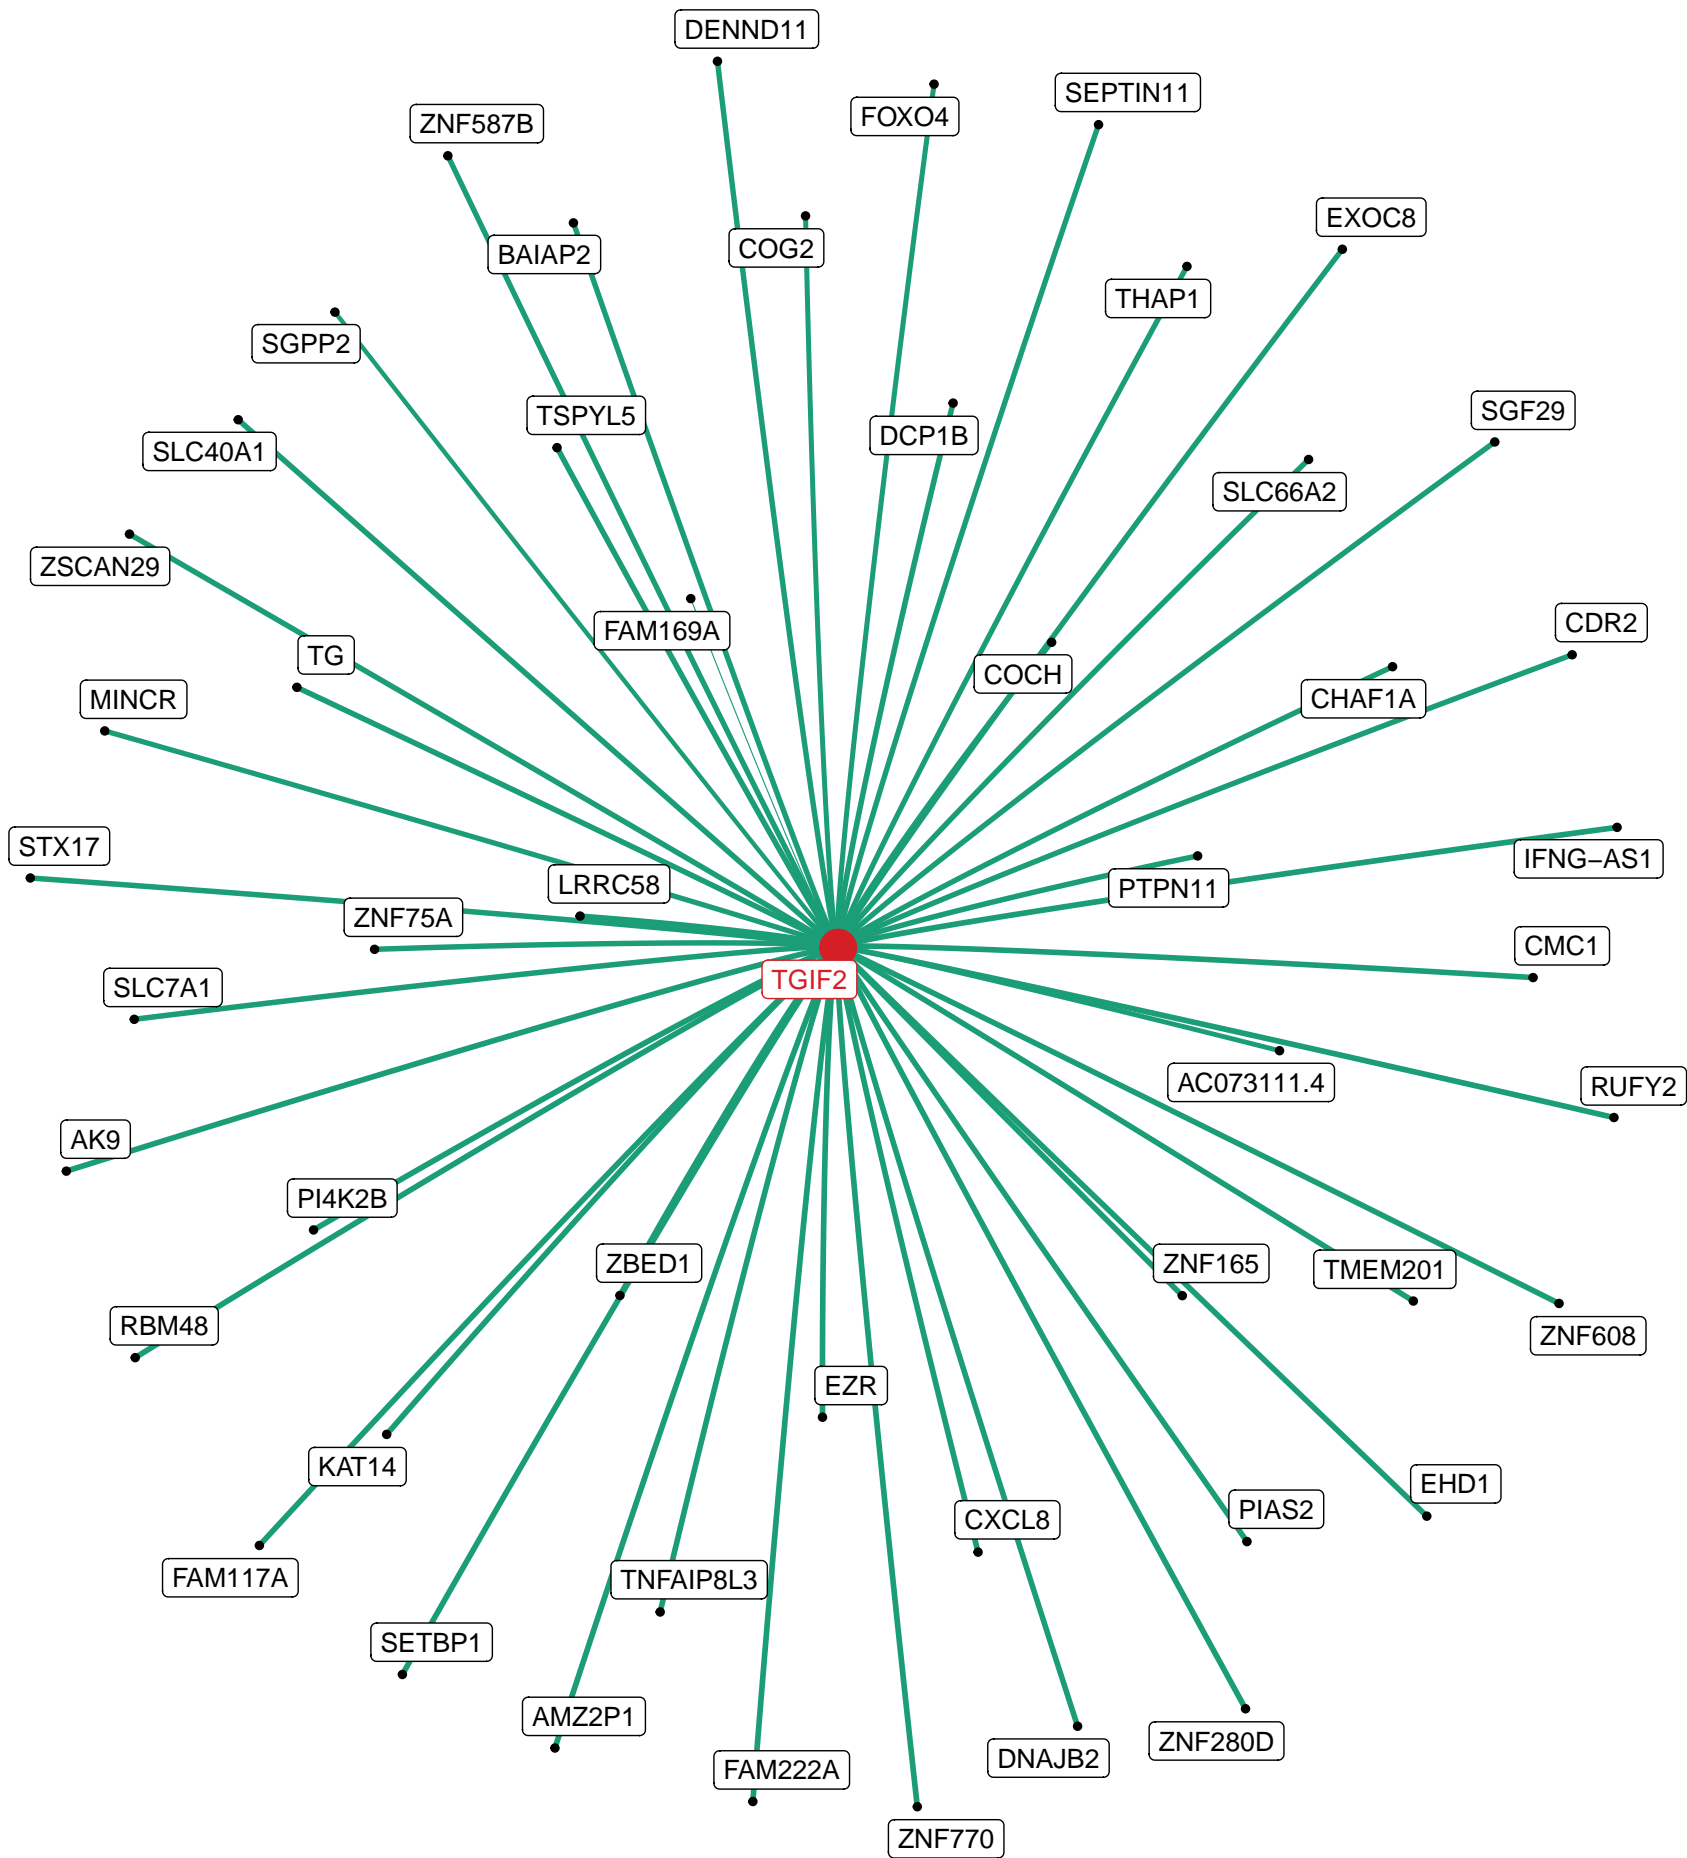 DENND11
SEPTIN11
FOXO4
ZNF587B
EXOC8
COG2
BAIAP2
THAP1
SGPP2
SGF29
TSPYL5
DCP1B
SLC40A1
SLC66A2
ZSCAN29
CDR2
FAM169A
TG
COCH
MINCR
CHAF1A
STX17
IFNG−AS1
LRRC58
PTPN11
ZNF75A
CMC1
TGIF2
SLC7A1
AC073111.4
RUFY2
AK9
PI4K2B
ZBED1
ZNF165
TMEM201
RBM48
ZNF608
EZR
KAT14
EHD1
PIAS2
CXCL8
FAM117A
TNFAIP8L3
SETBP1
AMZ2P1
ZNF280D
DNAJB2
FAM222A
ZNF770